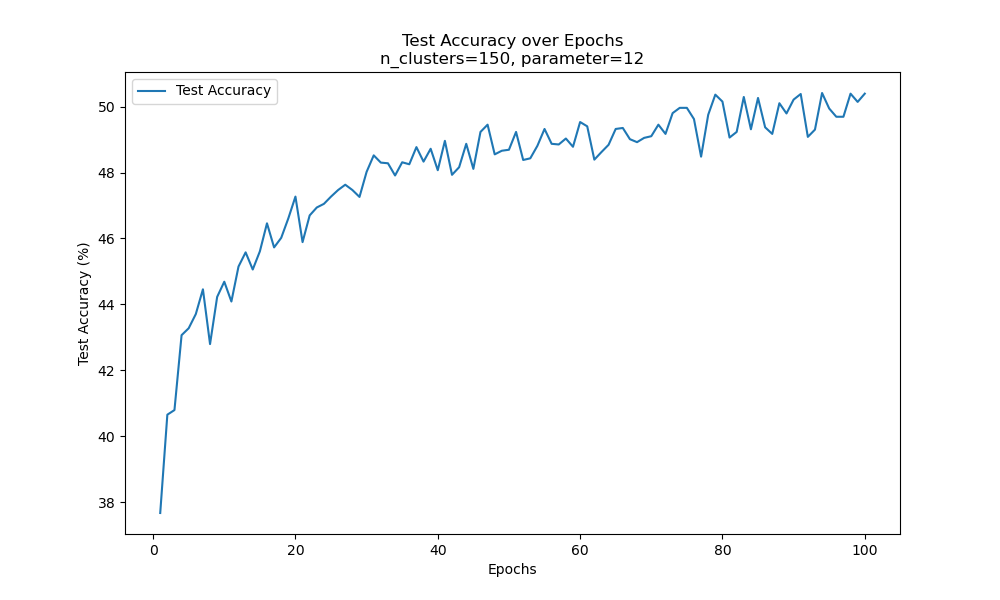 Test Accuracy over Epochs
n_clusters=150, parameter=12
Test Accuracy
Test Accuracy (%)
50
48
46
44
42
40
38
0 20 40 60 80 100
Epochs